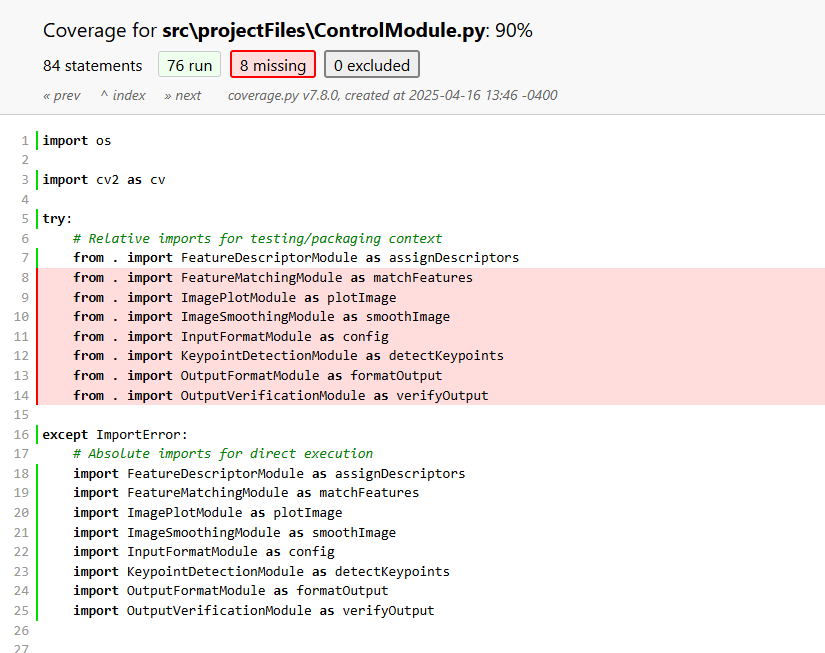 Coverage for src\projectFiles\ControlModule.py: 90%
84 statements 76 run 8 missing 0 excluded
« prev ^ index » next coverage.py v7.8.0, created at 2025-04-16 13:46 -0400
1 import os
2
3 import cv2 as cv
4
5 try:
6 # Relative imports for testing/packaging context
7 from . import FeatureDescriptorModule as assignDescriptors
8 from . import FeatureMatchingModule as matchFeatures
9 from . import ImagePlotModule as plotImage
10 from . import ImageSmoothingModule as smoothImage
11 from . import InputFormatModule as config
12 from . import KeypointDetectionModule as detectKeypoints
13 from . import OutputFormatModule as formatOutput
14 from . import OutputVerificationModule as verifyOutput
15
16 except ImportError:
17 # Absolute imports for direct execution
18 import FeatureDescriptorModule as assignDescriptors
19 import FeatureMatchingModule as matchFeatures
20 import ImagePlotModule as plotImage
21 import ImageSmoothingModule as smoothImage
22 import InputFormatModule as config
23 import KeypointDetectionModule as detectKeypoints
24 import OutputFormatModule as formatOutput
25 import OutputVerificationModule as verifyOutput
26
27